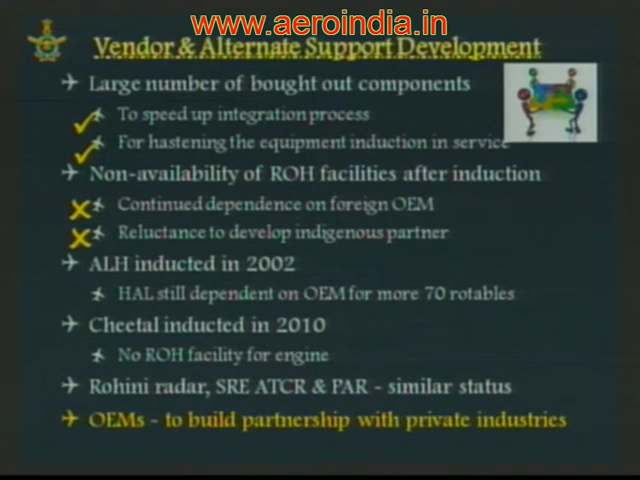 www.aeroindia.in
Vendor & Alternate Support Development
Large number of bought out components
To speed up integration process
For hastening the equipment induction in service
Non-availability of ROH facilities after induction
Continued dependence on foreign OEM
Reluctance to develop indigenous partner
ALH inducted in 2002
HAL still dependent on OEM for more 70 rotables
Cheetal inducted in 2010
No ROH facility for engine
Rohini radar, SRE ATCR & PAR - similar status
OEMs - to build partnership with private industries